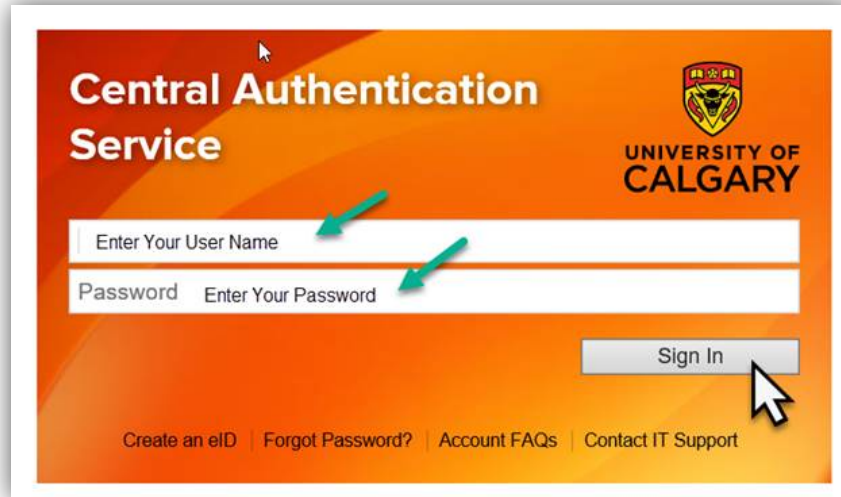 Central Authentication
Service
UNIVERSITY OF
CALGARY
Enter Your User Name
Password Enter Your Password
Sign In
Create an eID | Forgot Password? | Account FAQs | Contact IT Support